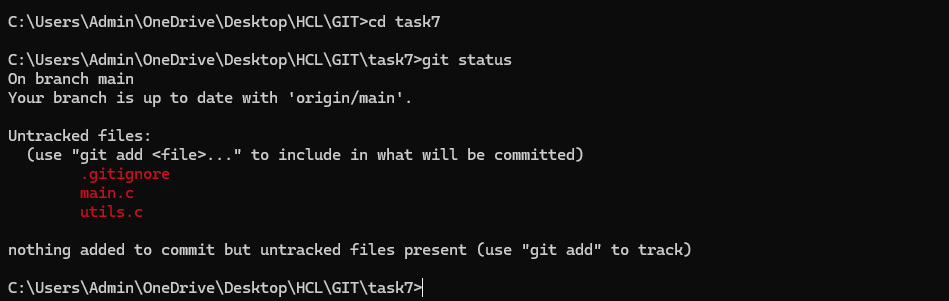 C:\Users\Admin\OneDrive\Desktop\HCL\GIT>cd task7
C:\Users\Admin\OneDrive\Desktop\HCL\GIT\task7>git status
On branch main
Your branch is up to date with 'origin/main'.
Untracked files:
(use "git add <file>..." to include in what will be committed)
.gitignore
main.c
utils.c
nothing added to commit but untracked files present (use "git add" to track)
C:\Users\Admin\OneDrive\Desktop\HCL\GIT\task7>